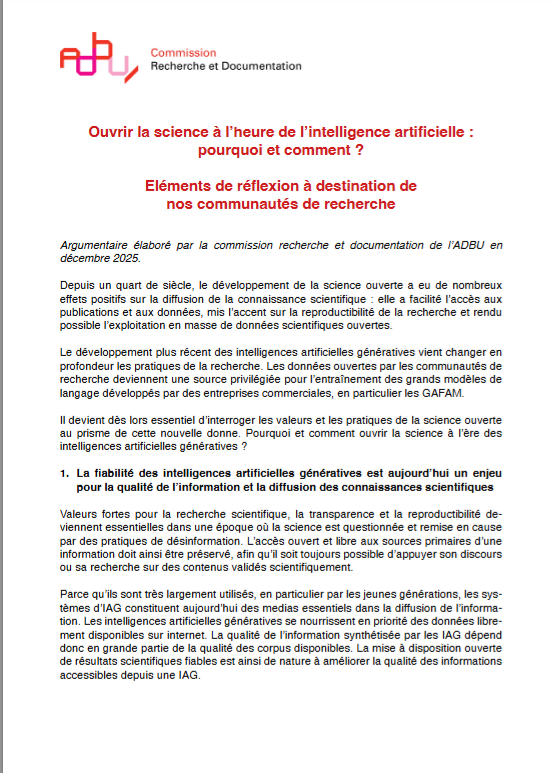 adbu
Commission
Recherche et Documentation
Ouvrir la science à l'heure de l'intelligence artificielle :
pourquoi et comment ?
Eléments de réflexion à destination de
nos communautés de recherche
Argumentaire élaboré par la commission recherche et documentation de l'ADBU en
décembre 2025.
Depuis un quart de siècle, le développement de la science ouverte a eu de nombreux
effets positifs sur la diffusion de la connaissance scientifique : elle a facilité l'accès aux
publications et aux données, mis l'accent sur la reproductibilité de la recherche et rendu
possible l'exploitation en masse de données scientifiques ouvertes.
Le développement plus récent des intelligences artificielles génératives vient changer en
profondeur les pratiques de la recherche. Les données ouvertes par les communautés de
recherche deviennent une source privilégiée pour l'entraînement des grands modèles de
langage développés par des entreprises commerciales, en particulier les GAFAM.
Il devient dès lors essentiel d'interroger les valeurs et les pratiques de la science ouverte
au prisme de cette nouvelle donne. Pourquoi et comment ouvrir la science à l'ère des
intelligences artificielles génératives ?
1. La fiabilité des intelligences artificielles génératives est aujourd'hui un enjeu
pour la qualité de l'information et la diffusion des connaissances scientifiques
Valeurs fortes pour la recherche scientifique, la transparence et la reproductibilité de-
viennent essentielles dans une époque où la science est questionnée et remise en cause
par des pratiques de désinformation. L'accès ouvert et libre aux sources primaires d'une
information doit ainsi être préservé, afin qu'il soit toujours possible d'appuyer son discours
ou sa recherche sur des contenus validés scientifiquement.
Parce qu'ils sont très largement utilisés, en particulier par les jeunes générations, les sys-
tèmes d'IAG constituent aujourd'hui des medias essentiels dans la diffusion de l'informa-
tion. Les intelligences artificielles génératives se nourrissent en priorité des données libre-
ment disponibles sur internet. La qualité de l'information synthétisée par les IAG dépend
donc en grande partie de la qualité des corpus disponibles. La mise à disposition ouverte
de résultats scientifiques fiables est ainsi de nature à améliorer la qualité des informations
accessibles depuis une IAG.